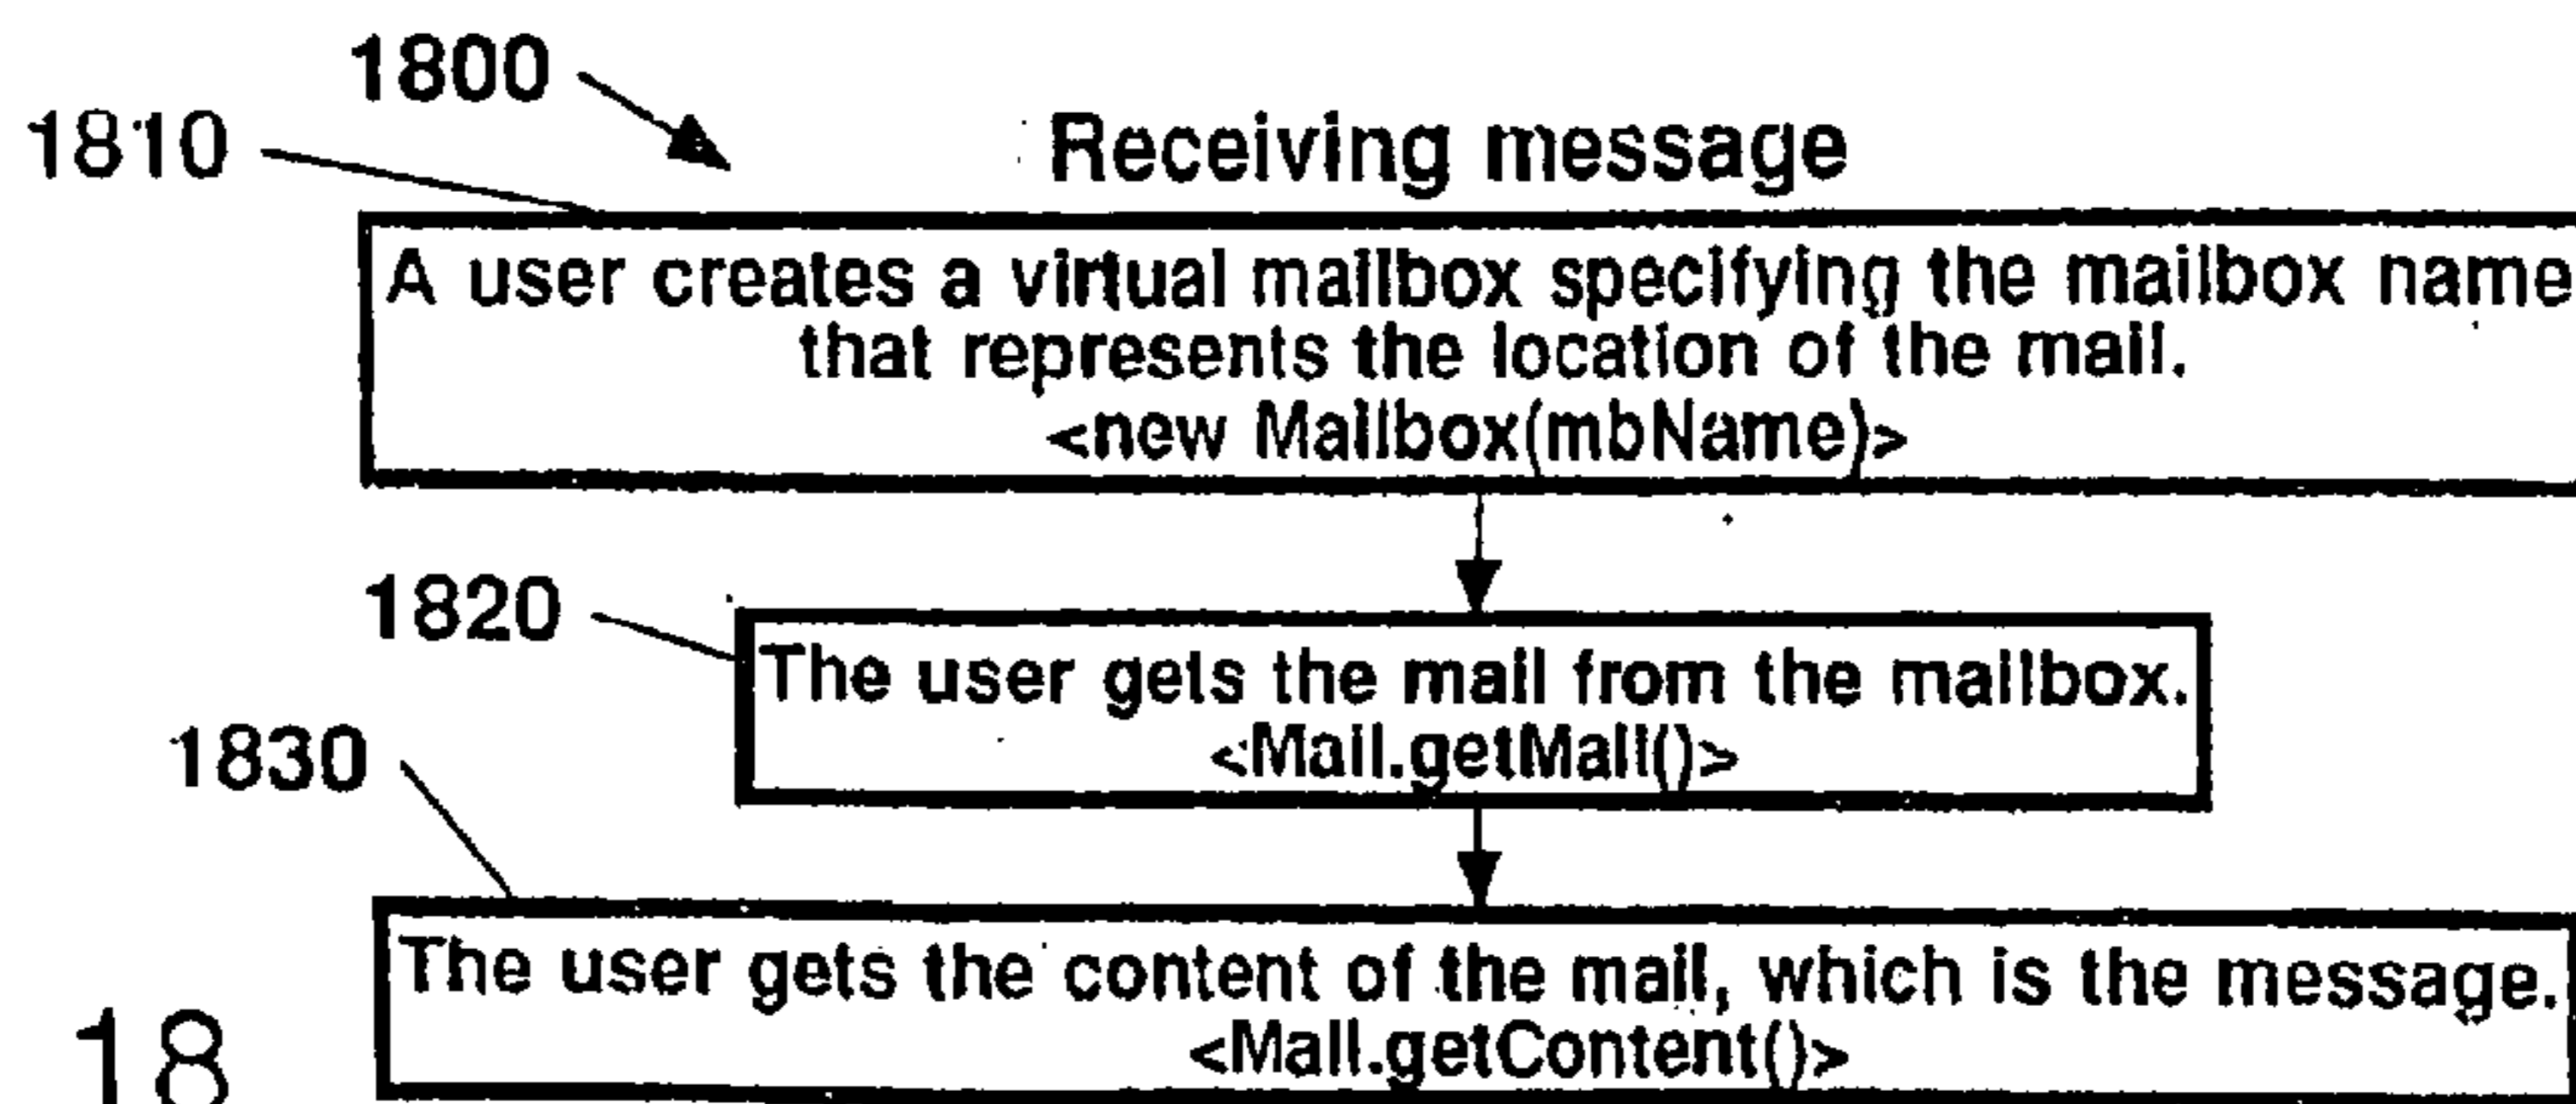 1800
1810
Receiving message
A user creates a virtual mailbox specifying the mailbox name
that represents the location of the mail.
<new Mailbox(mbName)>
1820
The user gets the mail from the mailbox.
<Mail.getMail()>
1830
The user gets the content of the mail, which is the message.
<Mail.getContent()>
18